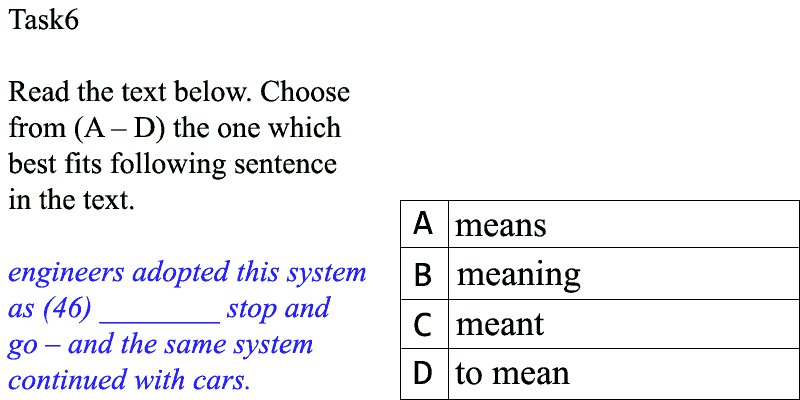 Task6
Read the text below. Choose
from (A – D) the one which
best fits following sentence
in the text.
engineers adopted this system
as (46) ________ stop and
go – and the same system
continued with cars.
A means
B meaning
C meant
D to mean